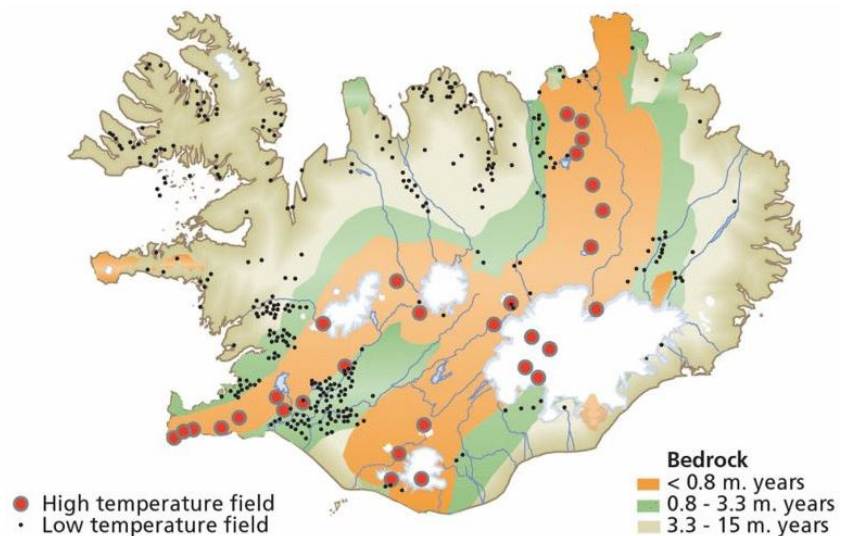 High temperature field
Low temperature field
Bedrock
< 0.8 m. years
0.8 - 3.3 m. years
3.3 - 15 m. years